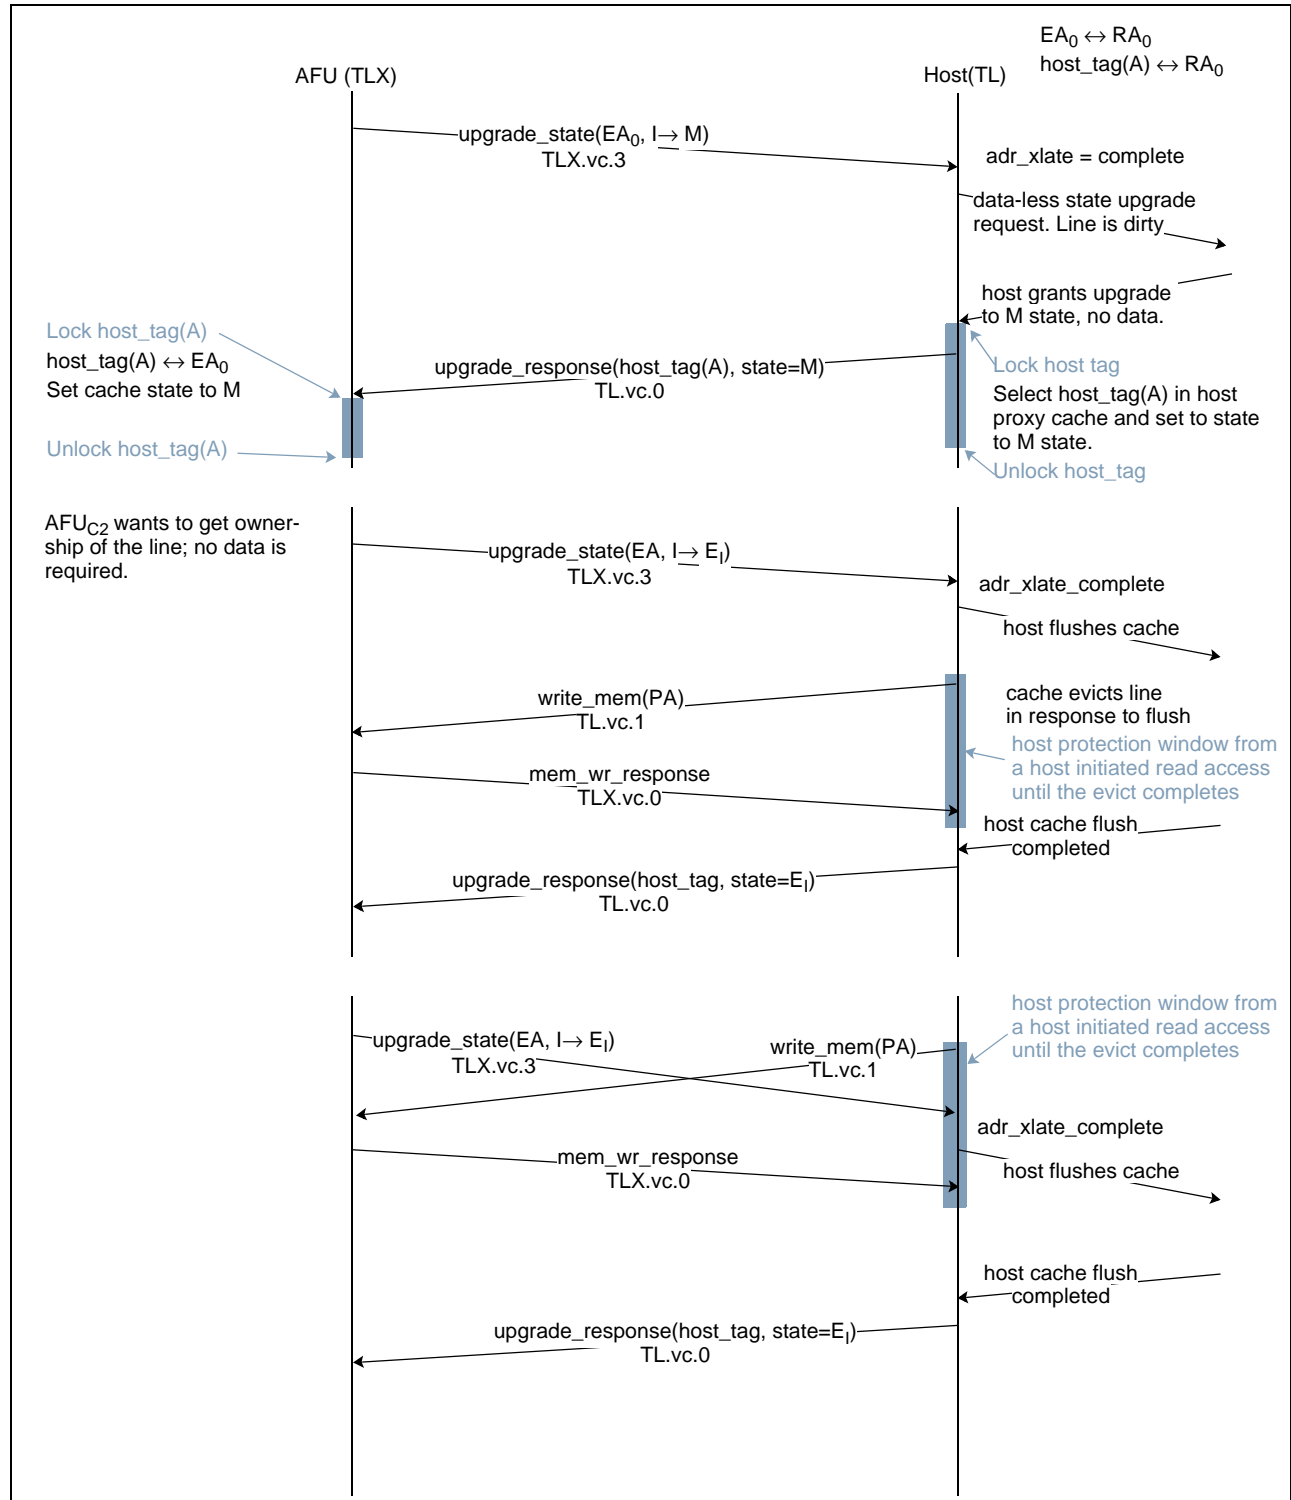 EA0 ↔ RA0
host_tag(A) ↔ RA0
AFU (TLX)
Host(TL)
upgrade_state(EA0, I→ M)
TLX.vc.3
adr_xlate = complete
data-less state upgrade
request. Line is dirty
host grants upgrade
to M state, no data.
Lock host_tag(A)
host_tag(A) ↔ EA0
Set cache state to M
Unlock host_tag(A)
upgrade_response(host_tag(A), state=M)
TL.vc.0
Lock host tag
Select host_tag(A) in host
proxy cache and set to state
to M state.
Unlock host_tag
AFUC2 wants to get owner-
ship of the line; no data is
required.
upgrade_state(EA, I→ EI)
TLX.vc.3
adr_xlate_complete
host flushes cache
write_mem(PA)
TL.vc.1
cache evicts line
in response to flush
host protection window from
a host initiated read access
until the evict completes
mem_wr_response
TLX.vc.0
host cache flush
completed
upgrade_response(host_tag, state=EI)
TL.vc.0
host protection window from
a host initiated read access
until the evict completes
upgrade_state(EA, I→ EI)
TLX.vc.3
write_mem(PA)
TL.vc.1
adr_xlate_complete
host flushes cache
mem_wr_response
TLX.vc.0
host cache flush
completed
upgrade_response(host_tag, state=EI)
TL.vc.0